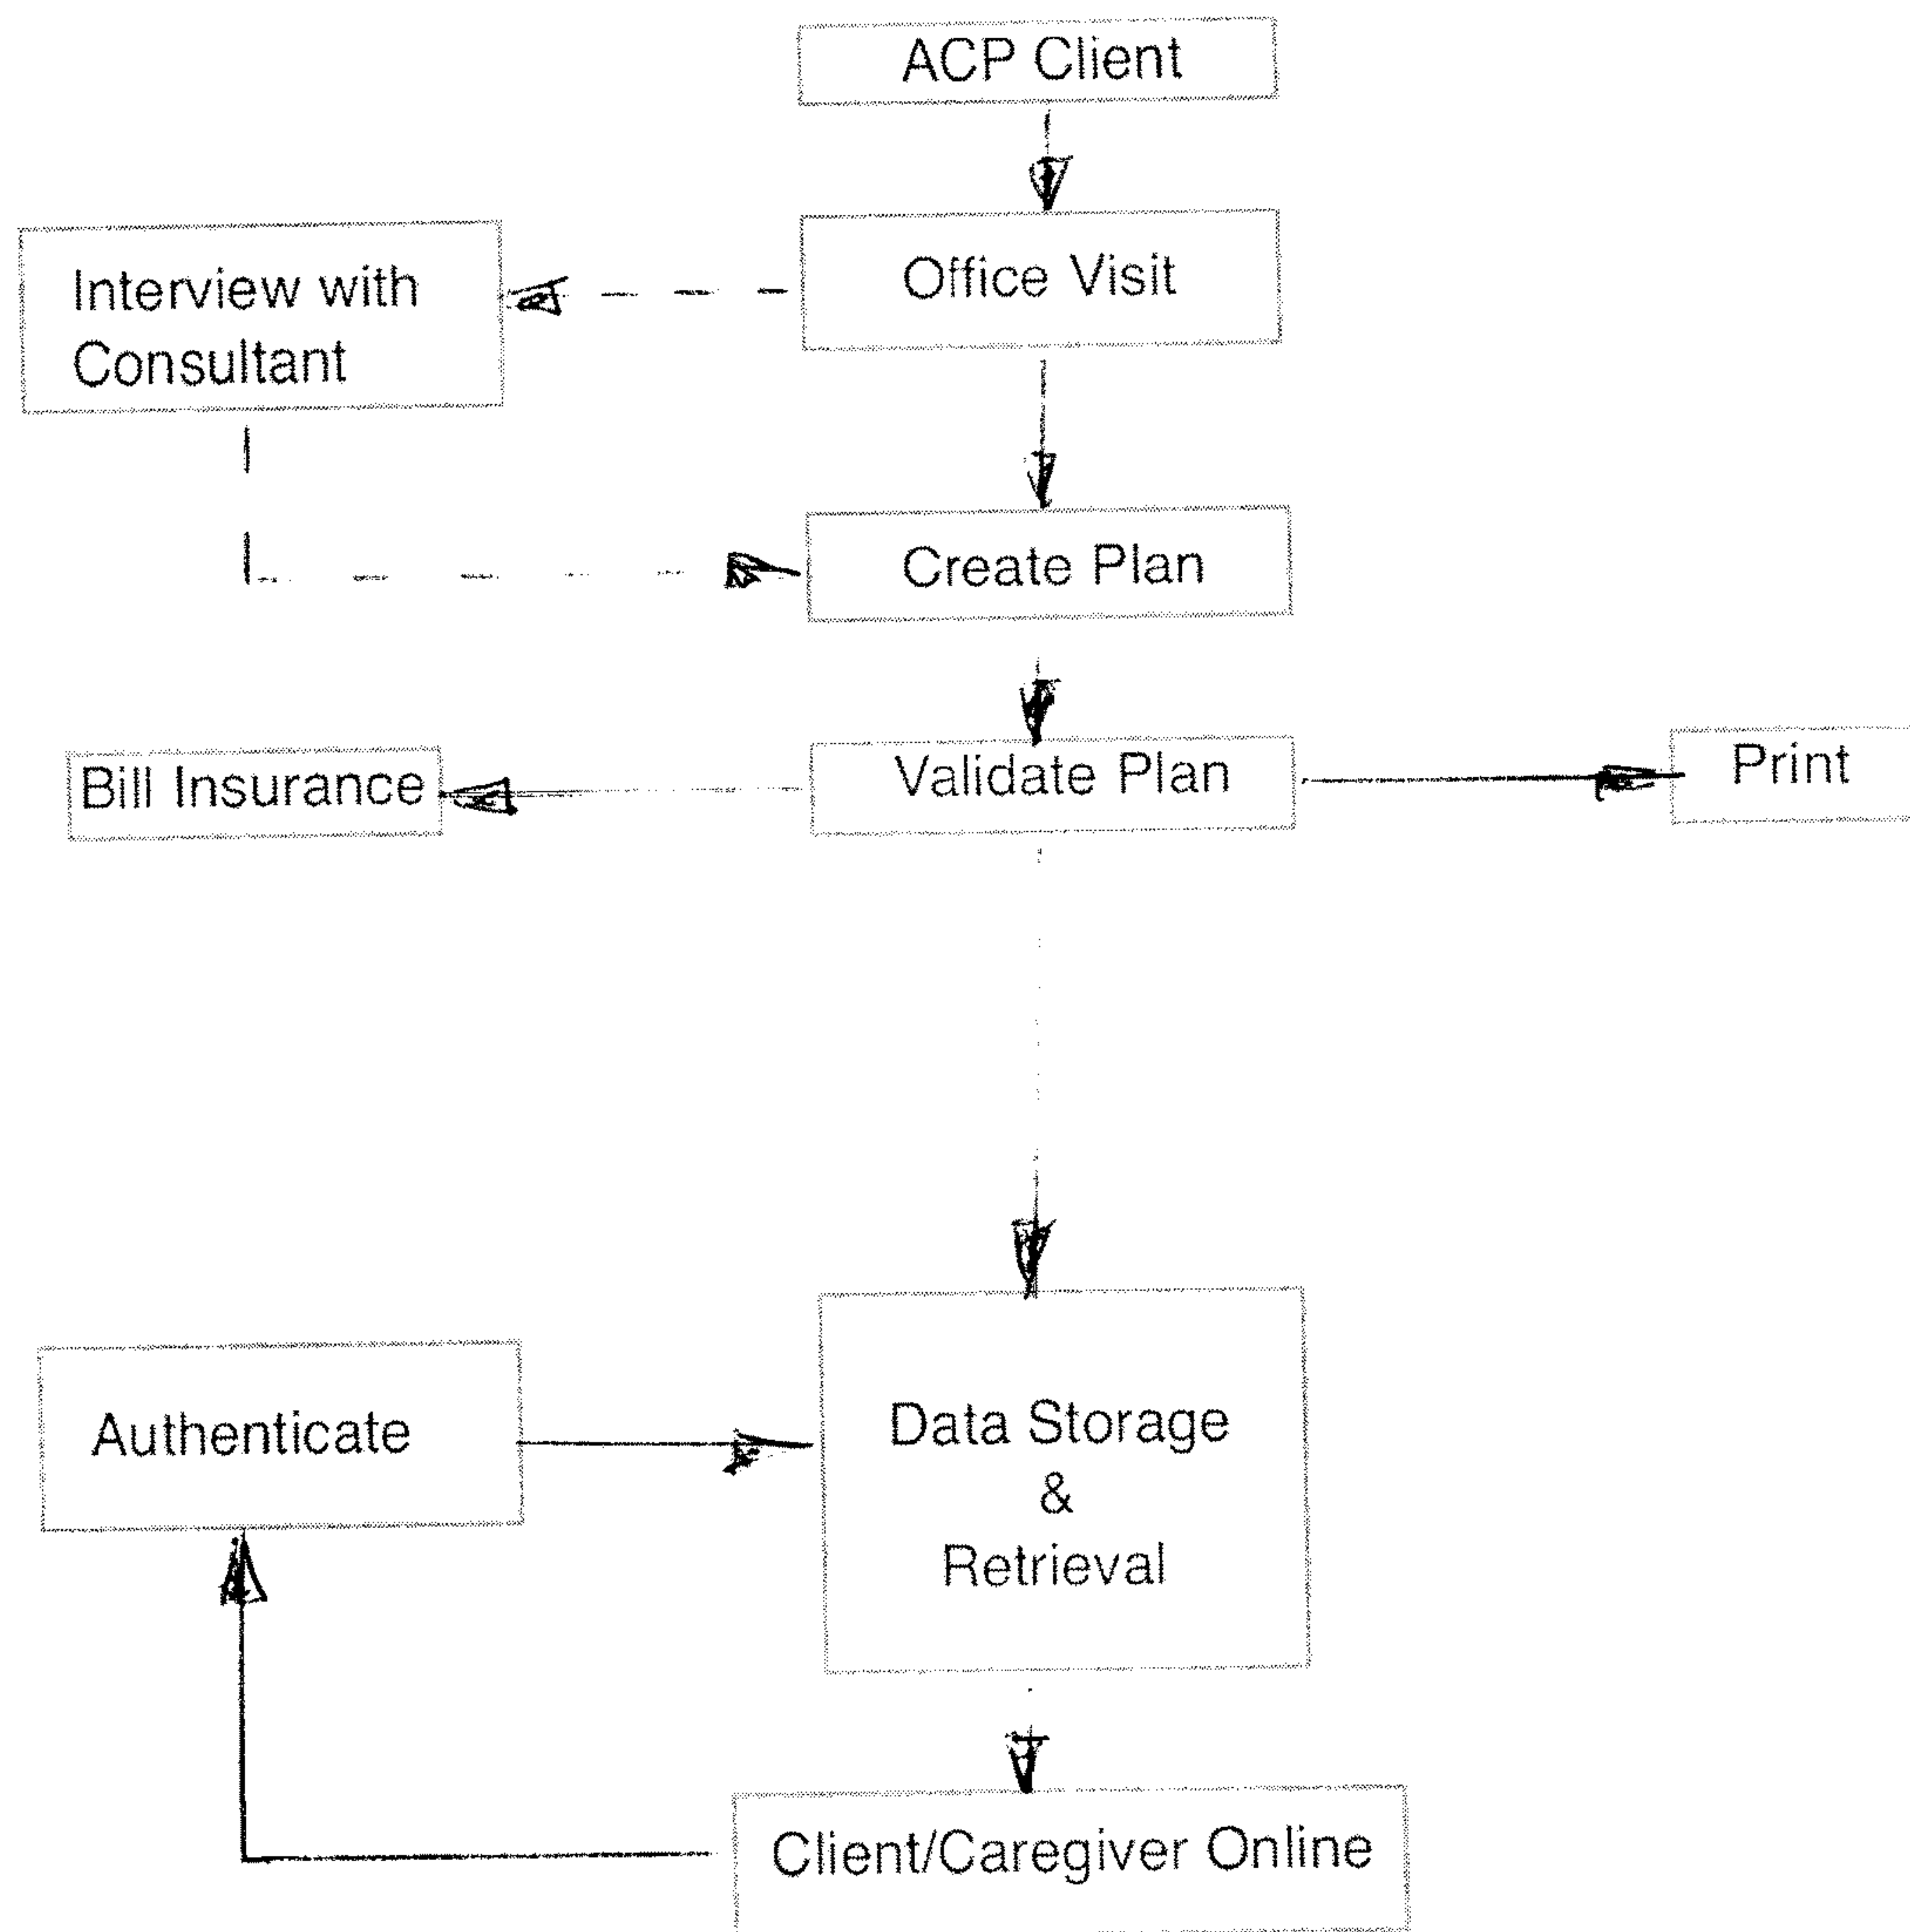 ACP Client
Interview with
Consultant
Office Visit
Create Plan
Bill Insurance
Validate Plan
Print
Authenticate
Data Storage
&
Retrieval
Client/Caregiver Online